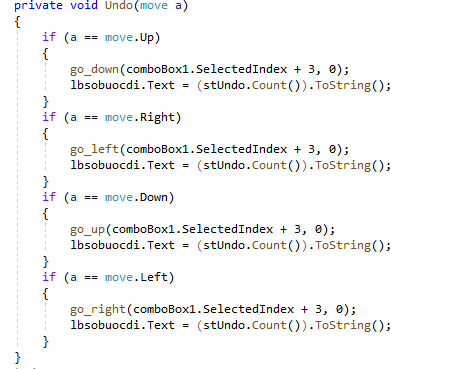 private void Undo(move a)
{
    if (a == move.Up)
    {
        go_down(comboBox1.SelectedIndex + 3, 0);
        lbsobuocdi.Text = (stUndo.Count()).ToString();
    }
    if (a == move.Right)
    {
        go_left(comboBox1.SelectedIndex + 3, 0);
        lbsobuocdi.Text = (stUndo.Count()).ToString();
    }
    if (a == move.Down)
    {
        go_up(comboBox1.SelectedIndex + 3, 0);
        lbsobuocdi.Text = (stUndo.Count()).ToString();
    }
    if (a == move.Left)
    {
        go_right(comboBox1.SelectedIndex + 3, 0);
        lbsobuocdi.Text = (stUndo.Count()).ToString();
    }
}